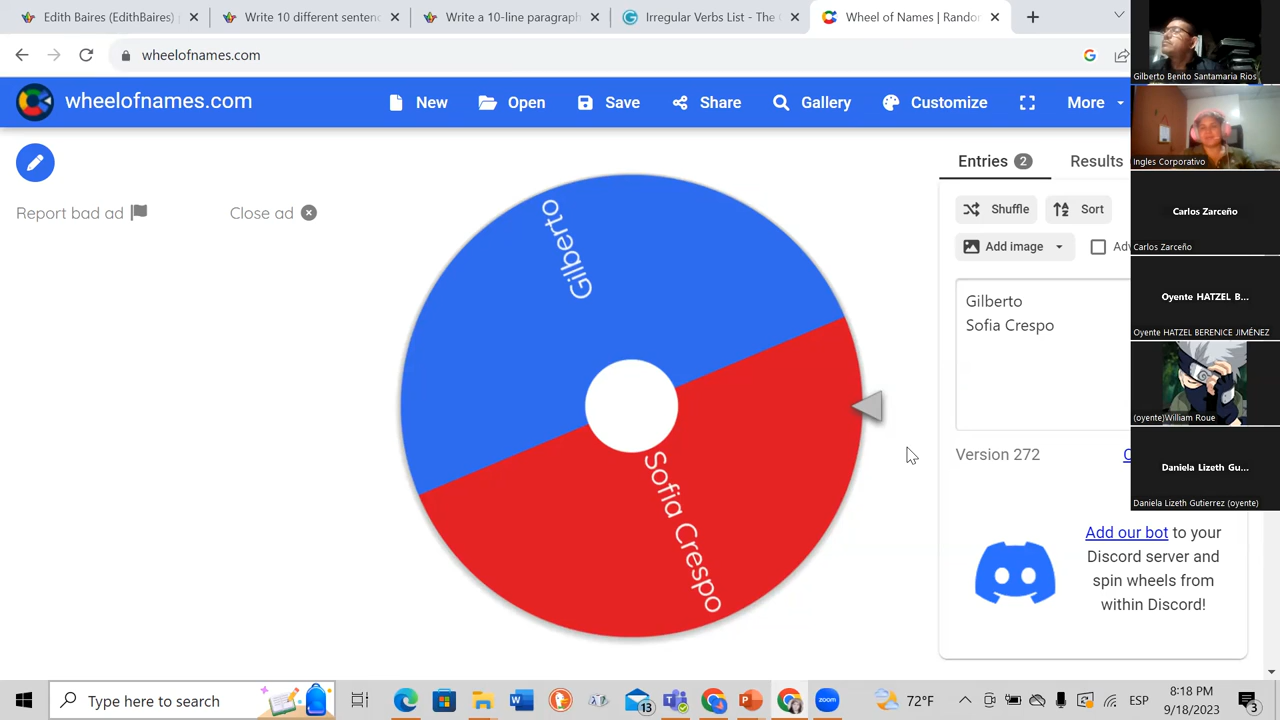 Edith Baires (EdithBaires)
Write 10 different senten
Write a 10-line paragraph
Irregular Verbs List - The
Wheel of Names | Rando
wheelofnames.com
wheelofnames.com
New
Open
Save
Share
Gallery
Customize
More
Report bad ad
Close ad
Gilberto
Sofia Crespo
Entries 2
Results
Shuffle
Sort
Add image
Gilberto
Sofia Crespo
Version 272
Add our bot to your
Discord server and
spin wheels from
within Discord!
Gilberto Benito Santamaria Rios
Ingles Corporativo
Carlos Zarceño
Carlos Zarceño
Oyente HATZEL B...
Oyente HATZEL BERENICE JIMÉNEZ
(oyente)William Roue
Daniela Lizeth Gu...
Daniela Lizeth Gutierrez (oyente)
Type here to search
13
zoom
72°F
ESP
8:18 PM
9/18/2023
3